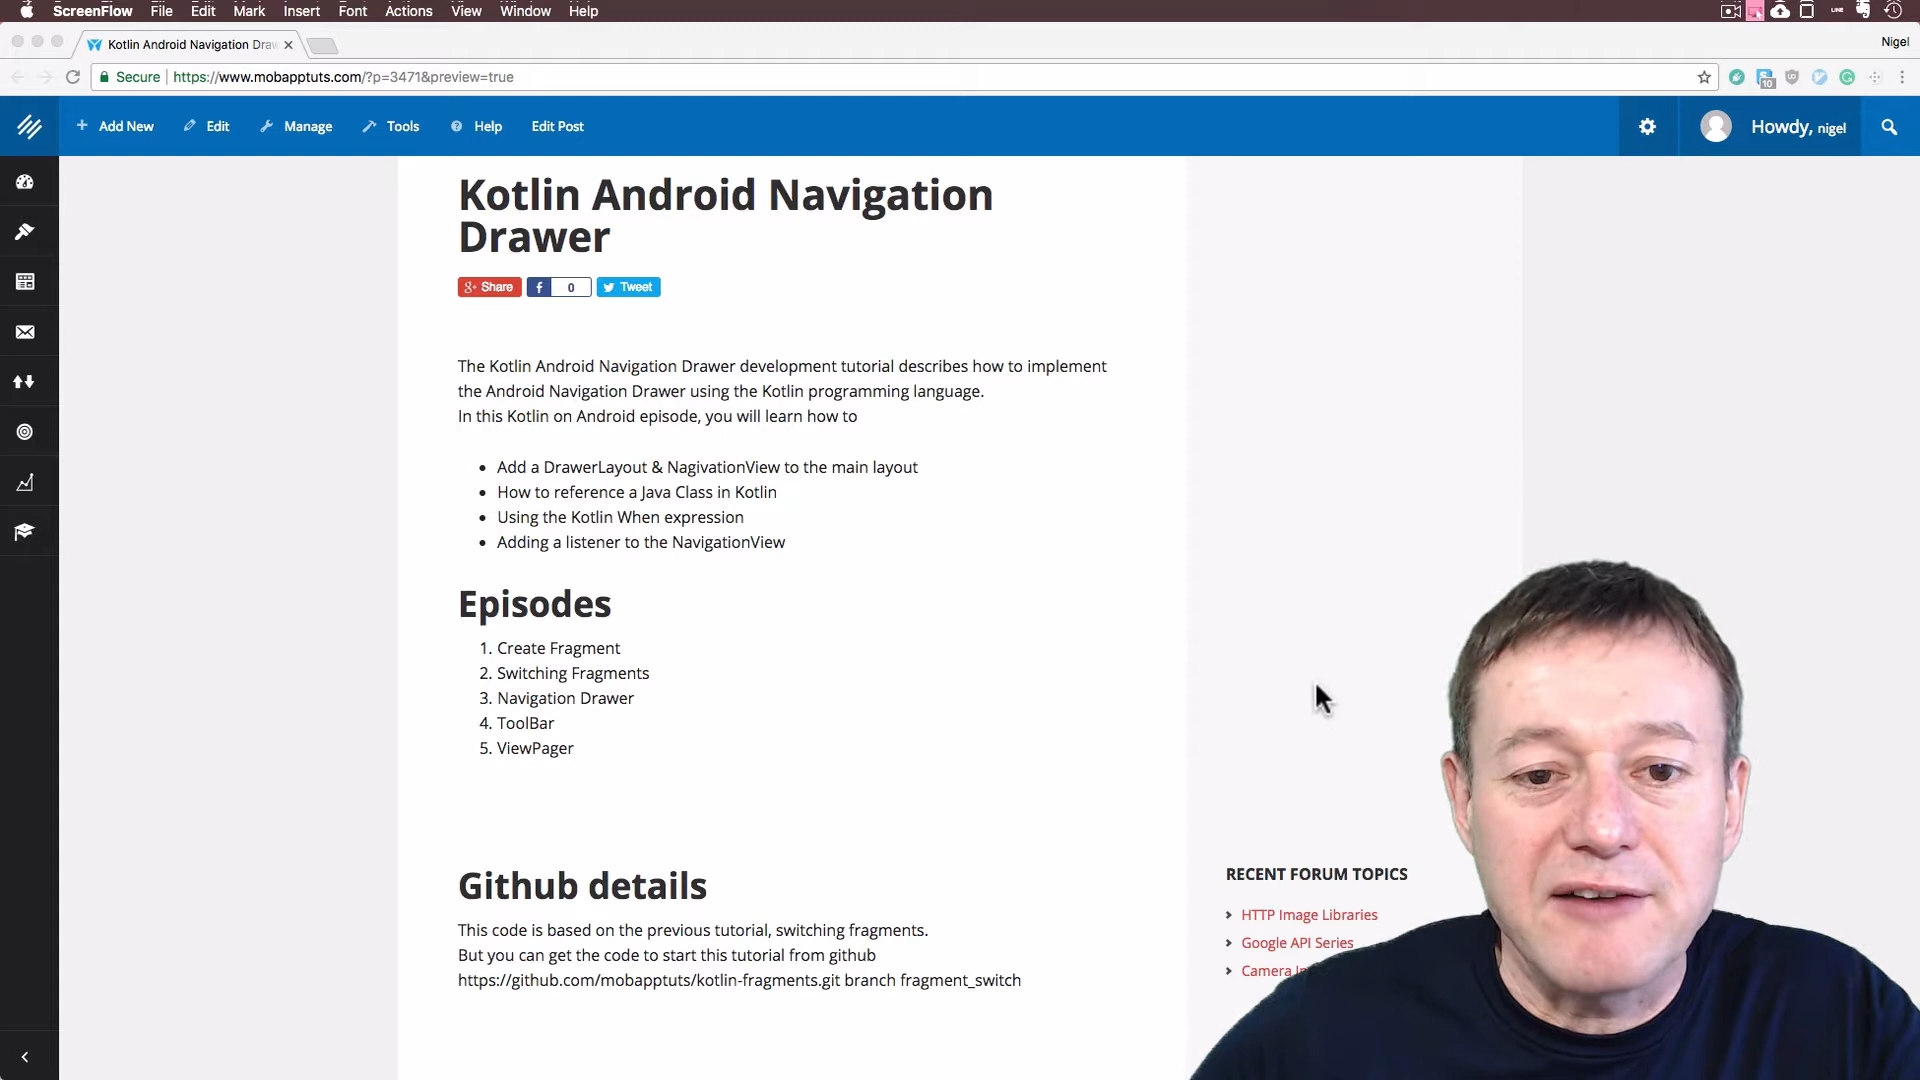 ScreenFlow File Edit Mark Insert Font Actions View Window Help
LINE
Kotlin Android Navigation Draw
Nigel
Secure https://www.mobapptuts.com/?p=3471&preview=true
10
Add New Edit Manage Tools Help Edit Post Howdy, nigel
Kotlin Android Navigation
Drawer
Share 0 Tweet
The Kotlin Android Navigation Drawer development tutorial describes how to implement
the Android Navigation Drawer using the Kotlin programming language.
In this Kotlin on Android episode, you will learn how to
• Add a DrawerLayout & NagivationView to the main layout
• How to reference a Java Class in Kotlin
• Using the Kotlin When expression
• Adding a listener to the NavigationView
Episodes
1. Create Fragment
2. Switching Fragments
3. Navigation Drawer
4. ToolBar
5. ViewPager
Github details
This code is based on the previous tutorial, switching fragments.
But you can get the code to start this tutorial from github
https://github.com/mobapptuts/kotlin-fragments.git branch fragment_switch
RECENT FORUM TOPICS
HTTP Image Libraries
Google API Series
Camera